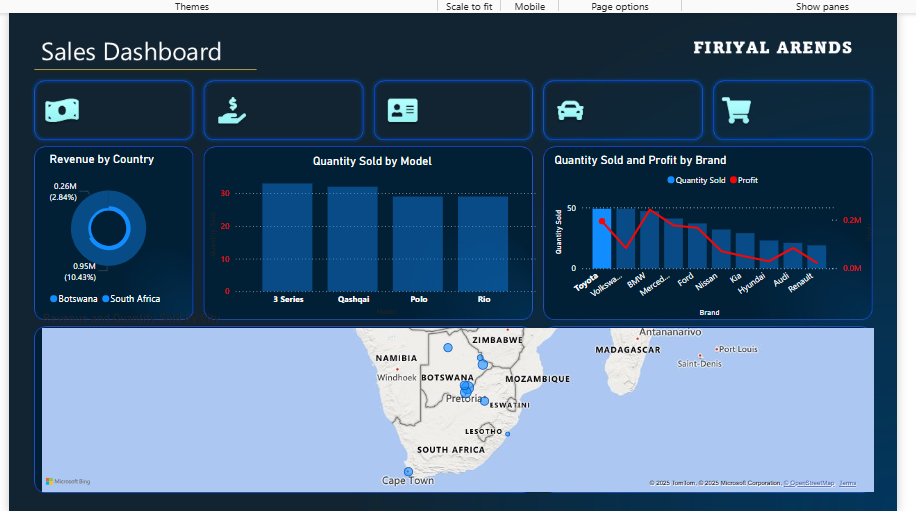 Themes
Scale to fit
Mobile
Page options
Show panes
Sales Dashboard
FIRIYAL ARENDS
Revenue by Country
0.26M
(2.84%)
0.95M
(10.43%)
Botswana
South Africa
Quantity Sold by Model
30
20
10
0
3 Series
Qashqai
Polo
Rio
Quantity Sold and Profit by Brand
Quantity Sold
Profit
Quantity Sold
50
0
0.2M
0.0M
Toyota
Volkswa...
BMW
Merced...
Ford
Nissan
Kia
Hyundai
Audi
Renault
Brand
NAMIBIA
Windhoek
BOTSWANA
ZIMBABWE
MOZAMBIQUE
Pretoria
ESWATINI
LESOTHO
SOUTH AFRICA
Cape Town
Antananarivo
MADAGASCAR
Port Louis
Saint-Denis
Microsoft Bing
© 2025 TomTom, © 2025 Microsoft Corporation, © OpenStreetMap Terms